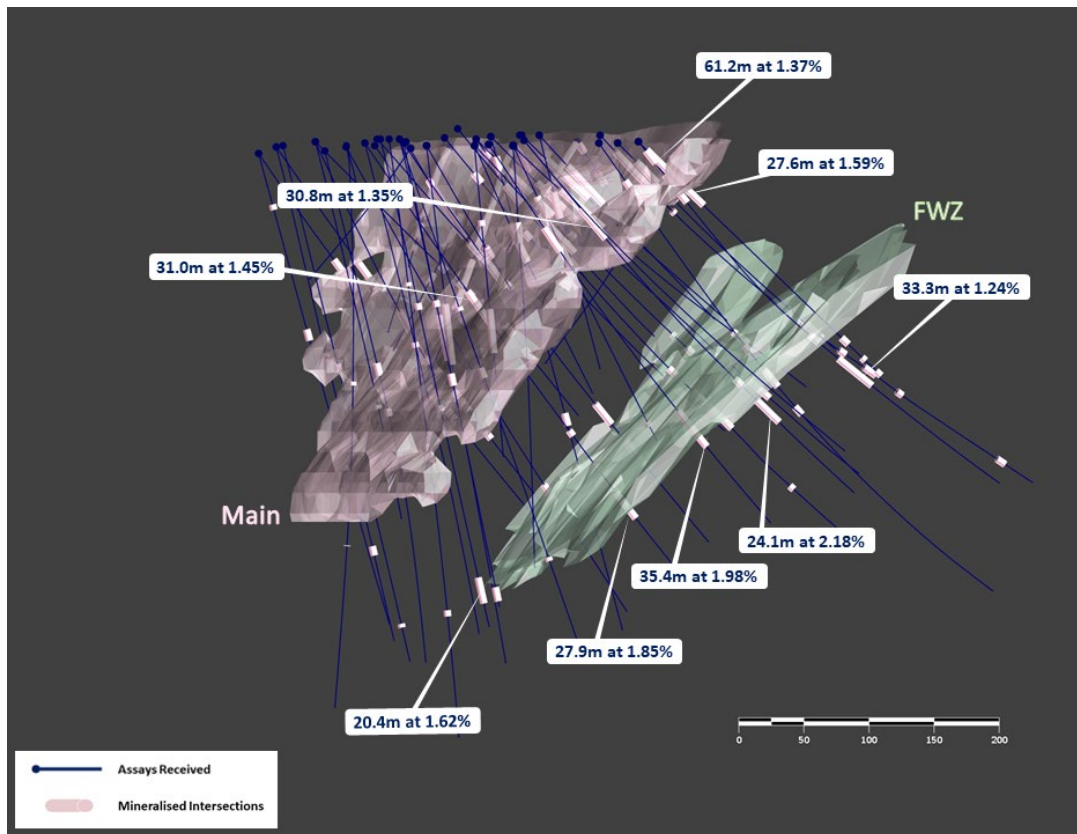 61.2m at 1.37%
27.6m at 1.59%
30.8m at 1.35%
FWZ
31.0m at 1.45%
33.3m at 1.24%
Main
24.1m at 2.18%
35.4m at 1.98%
27.9m at 1.85%
20.4m at 1.62%
0 50 100 150 200
Assays Received
Mineralised Intersections